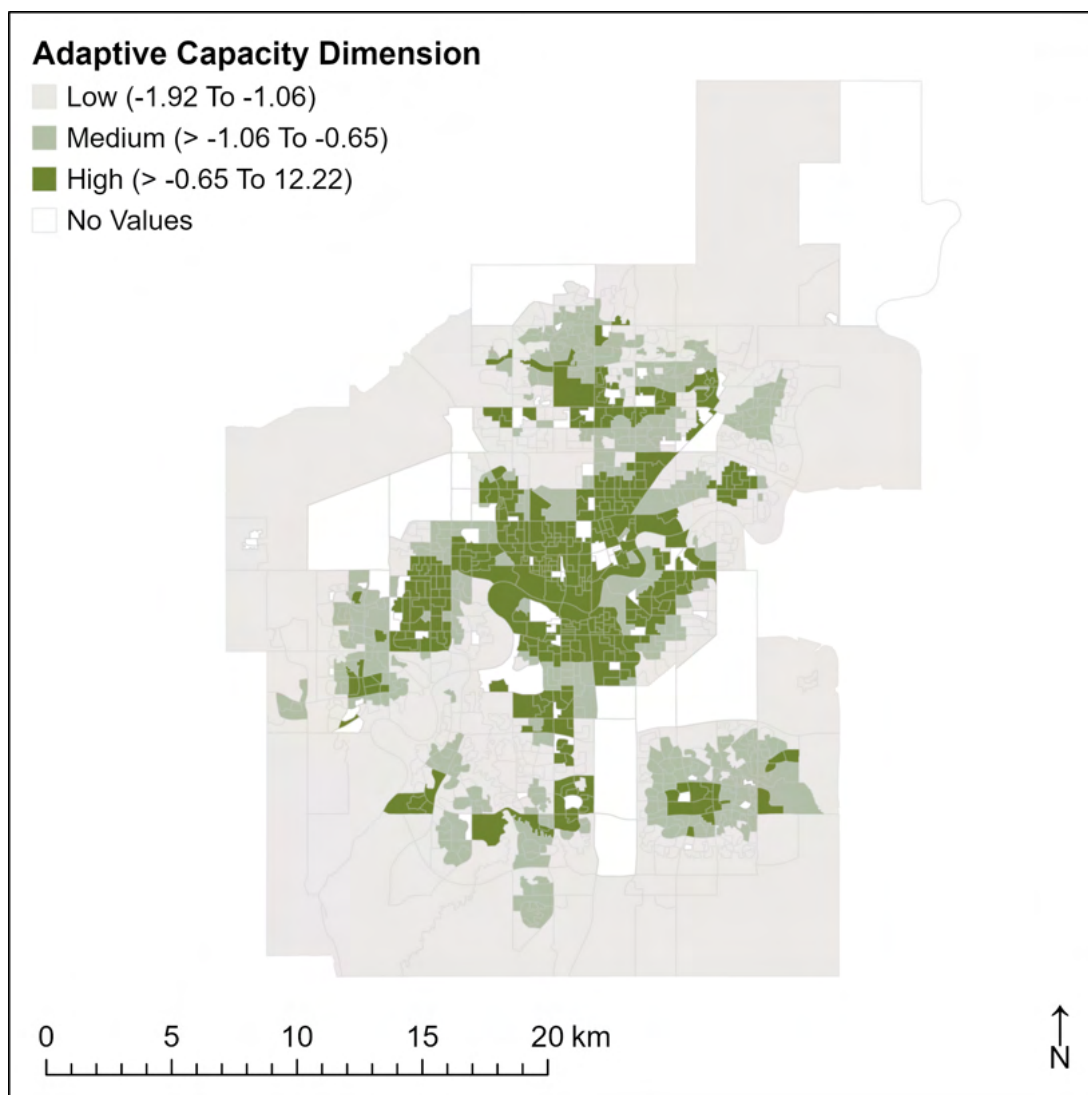 Adaptive Capacity Dimension
Low (-1.92 To -1.06)
Medium (> -1.06 To -0.65)
High (> -0.65 To 12.22)
No Values
0 5 10 15 20 km
N